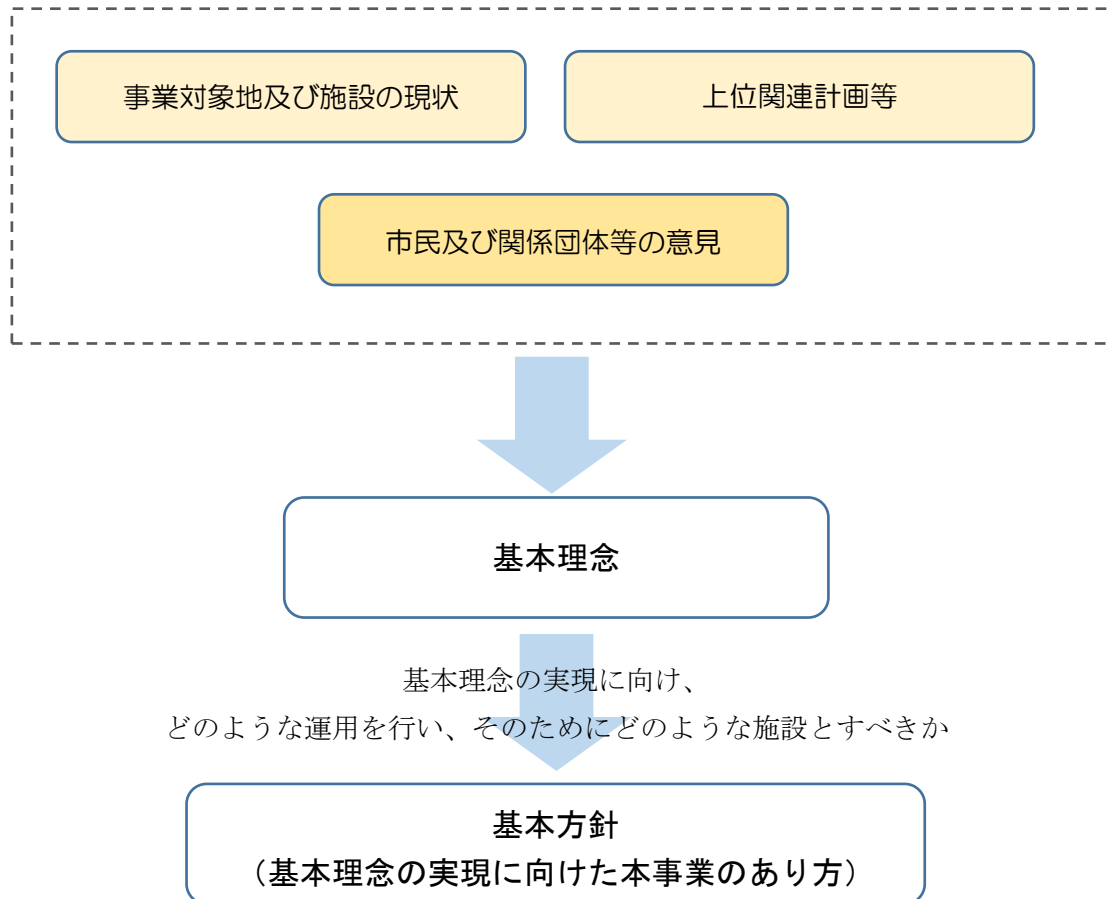 事業対象地及び施設の現状
上位関連計画等
市民及び関係団体等の意見
基本理念
基本理念の実現に向け、
どのような運用を行い、そのためにどのような施設とすべきか
基本方針
（基本理念の実現に向けた本事業のあり方）